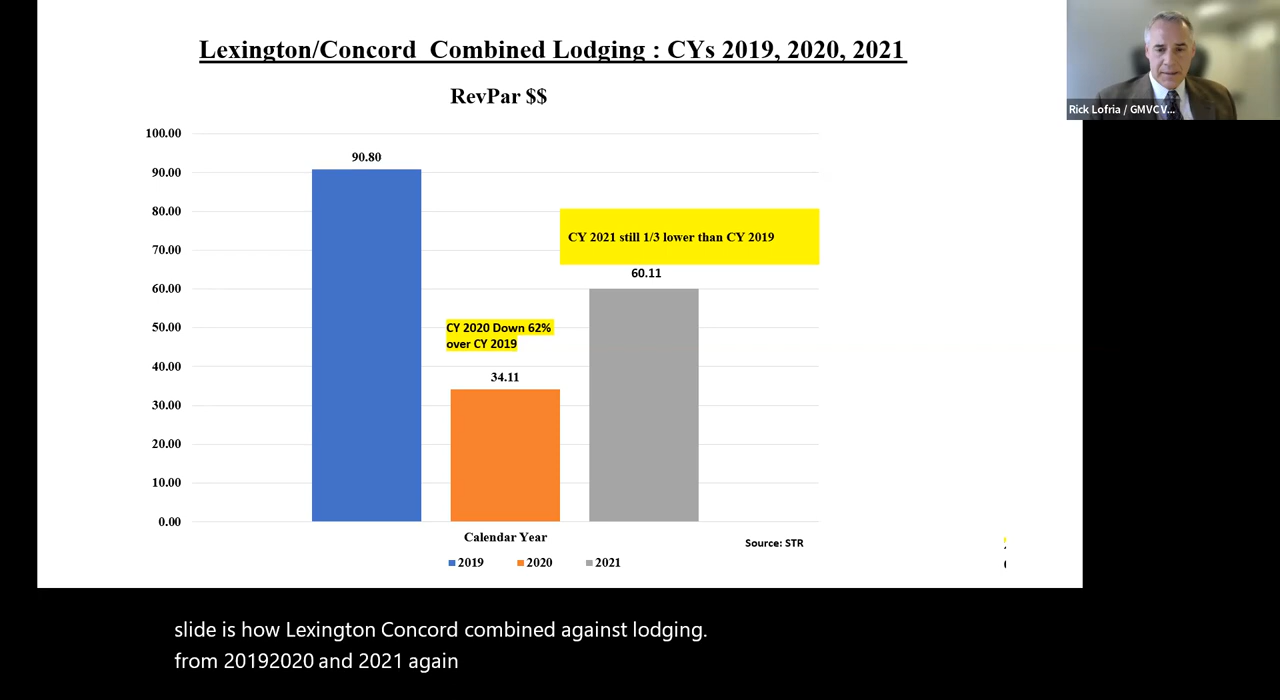 Lexington/Concord Combined Lodging : CYs 2019, 2020, 2021
RevPar $$
Rick Lofria / GMVC V...
100.00
90.00
80.00
70.00
60.00
50.00
40.00
30.00
20.00
10.00
0.00
90.80
CY 2021 still 1/3 lower than CY 2019
60.11
CY 2020 Down 62%
over CY 2019
34.11
Calendar Year
Source: STR
2019 2020 2021
slide is how Lexington Concord combined against lodging.
from 20192020 and 2021 again